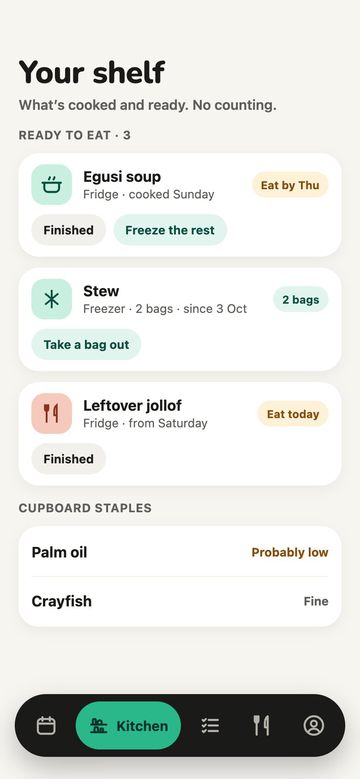 Your shelf
What's cooked and ready. No counting.
READY TO EAT · 3
Egusi soup
Fridge · cooked Sunday
Eat by Thu
Finished
Freeze the rest
Stew
Freezer · 2 bags · since 3 Oct
2 bags
Take a bag out
Leftover jollof
Fridge · from Saturday
Eat today
Finished
CUPBOARD STAPLES
Palm oil
Probably low
Crayfish
Fine
Kitchen